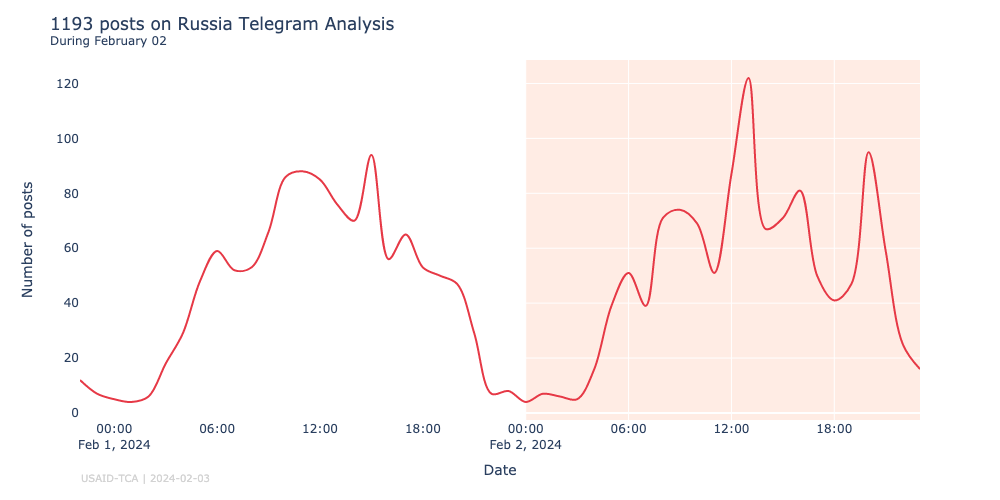 1193 posts on Russia Telegram Analysis
During February 02
Number of posts
120
100
80
60
40
20
0
00:00 06:00 12:00 18:00 00:00 06:00 12:00 18:00
Feb 1, 2024 Feb 2, 2024
Date
USAID-TCA | 2024-02-03